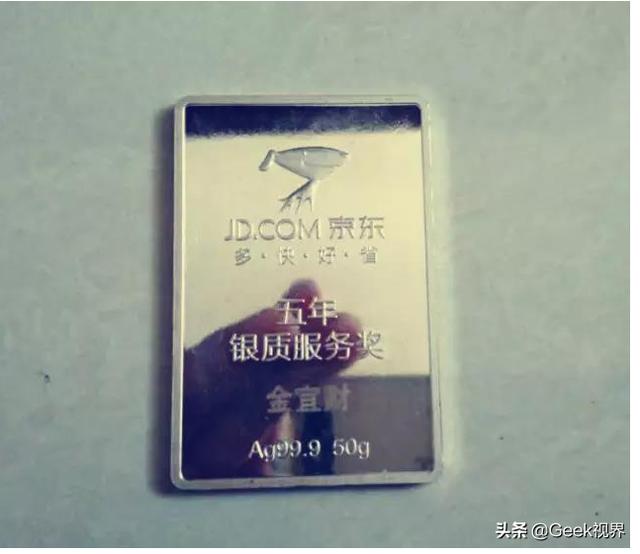 JD.COM 京东
多·快·好·省
五年
银质服务奖
金宜财
Ag99.9 50g
头条 @Geek视界